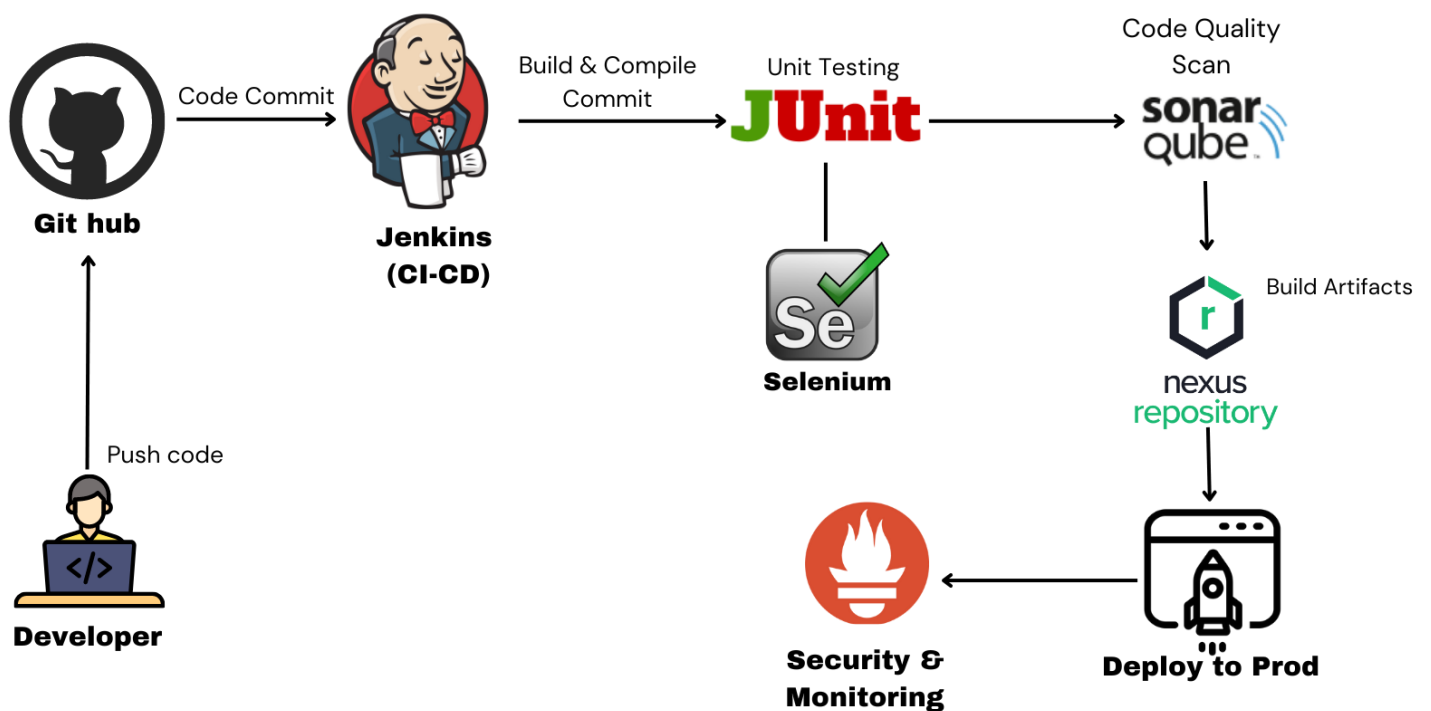 Code Quality
Scan
Build & Compile
Commit
Unit Testing
Code Commit
JUnit
sonar
qube
Git hub
Jenkins
(CI-CD)
Se
Selenium
r
Build Artifacts
nexus
repository
Push code
</>
Developer
Security &
Monitoring
Deploy to Prod